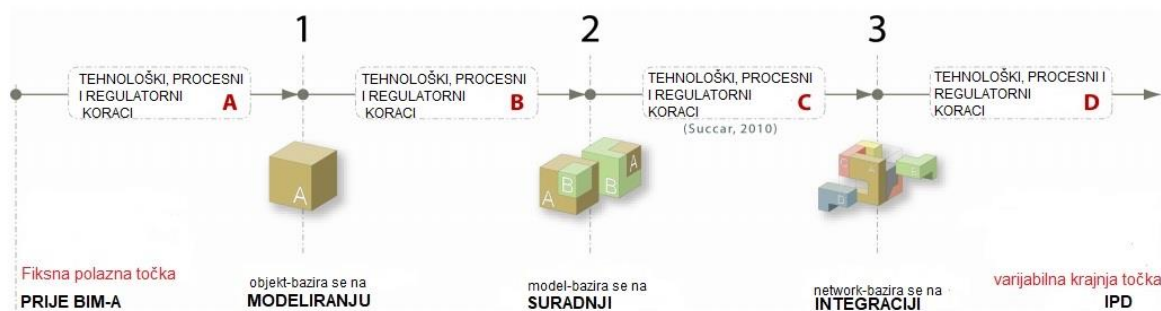 1
2
3
TEHNOLOŠKI, PROCESNI
I REGULATORNI
KORACI
A
TEHNOLOŠKI, PROCESNI
I REGULATORNI
KORACI
B
TEHNOLOŠKI, PROCESNI
I REGULATORNI
KORACI
C
(Succar, 2010)
TEHNOLOŠKI, PROCESNI I
REGULATORNI
KORACI
D
A
A
B
B
A
Fiksna polazna točka
PRIJE BIM-A
objekt-bazira se na
MODELIRANJU
model-bazira se na
SURADNJI
network-bazira se na
INTEGRACIJI
varijabilna krajnja točka
IPD